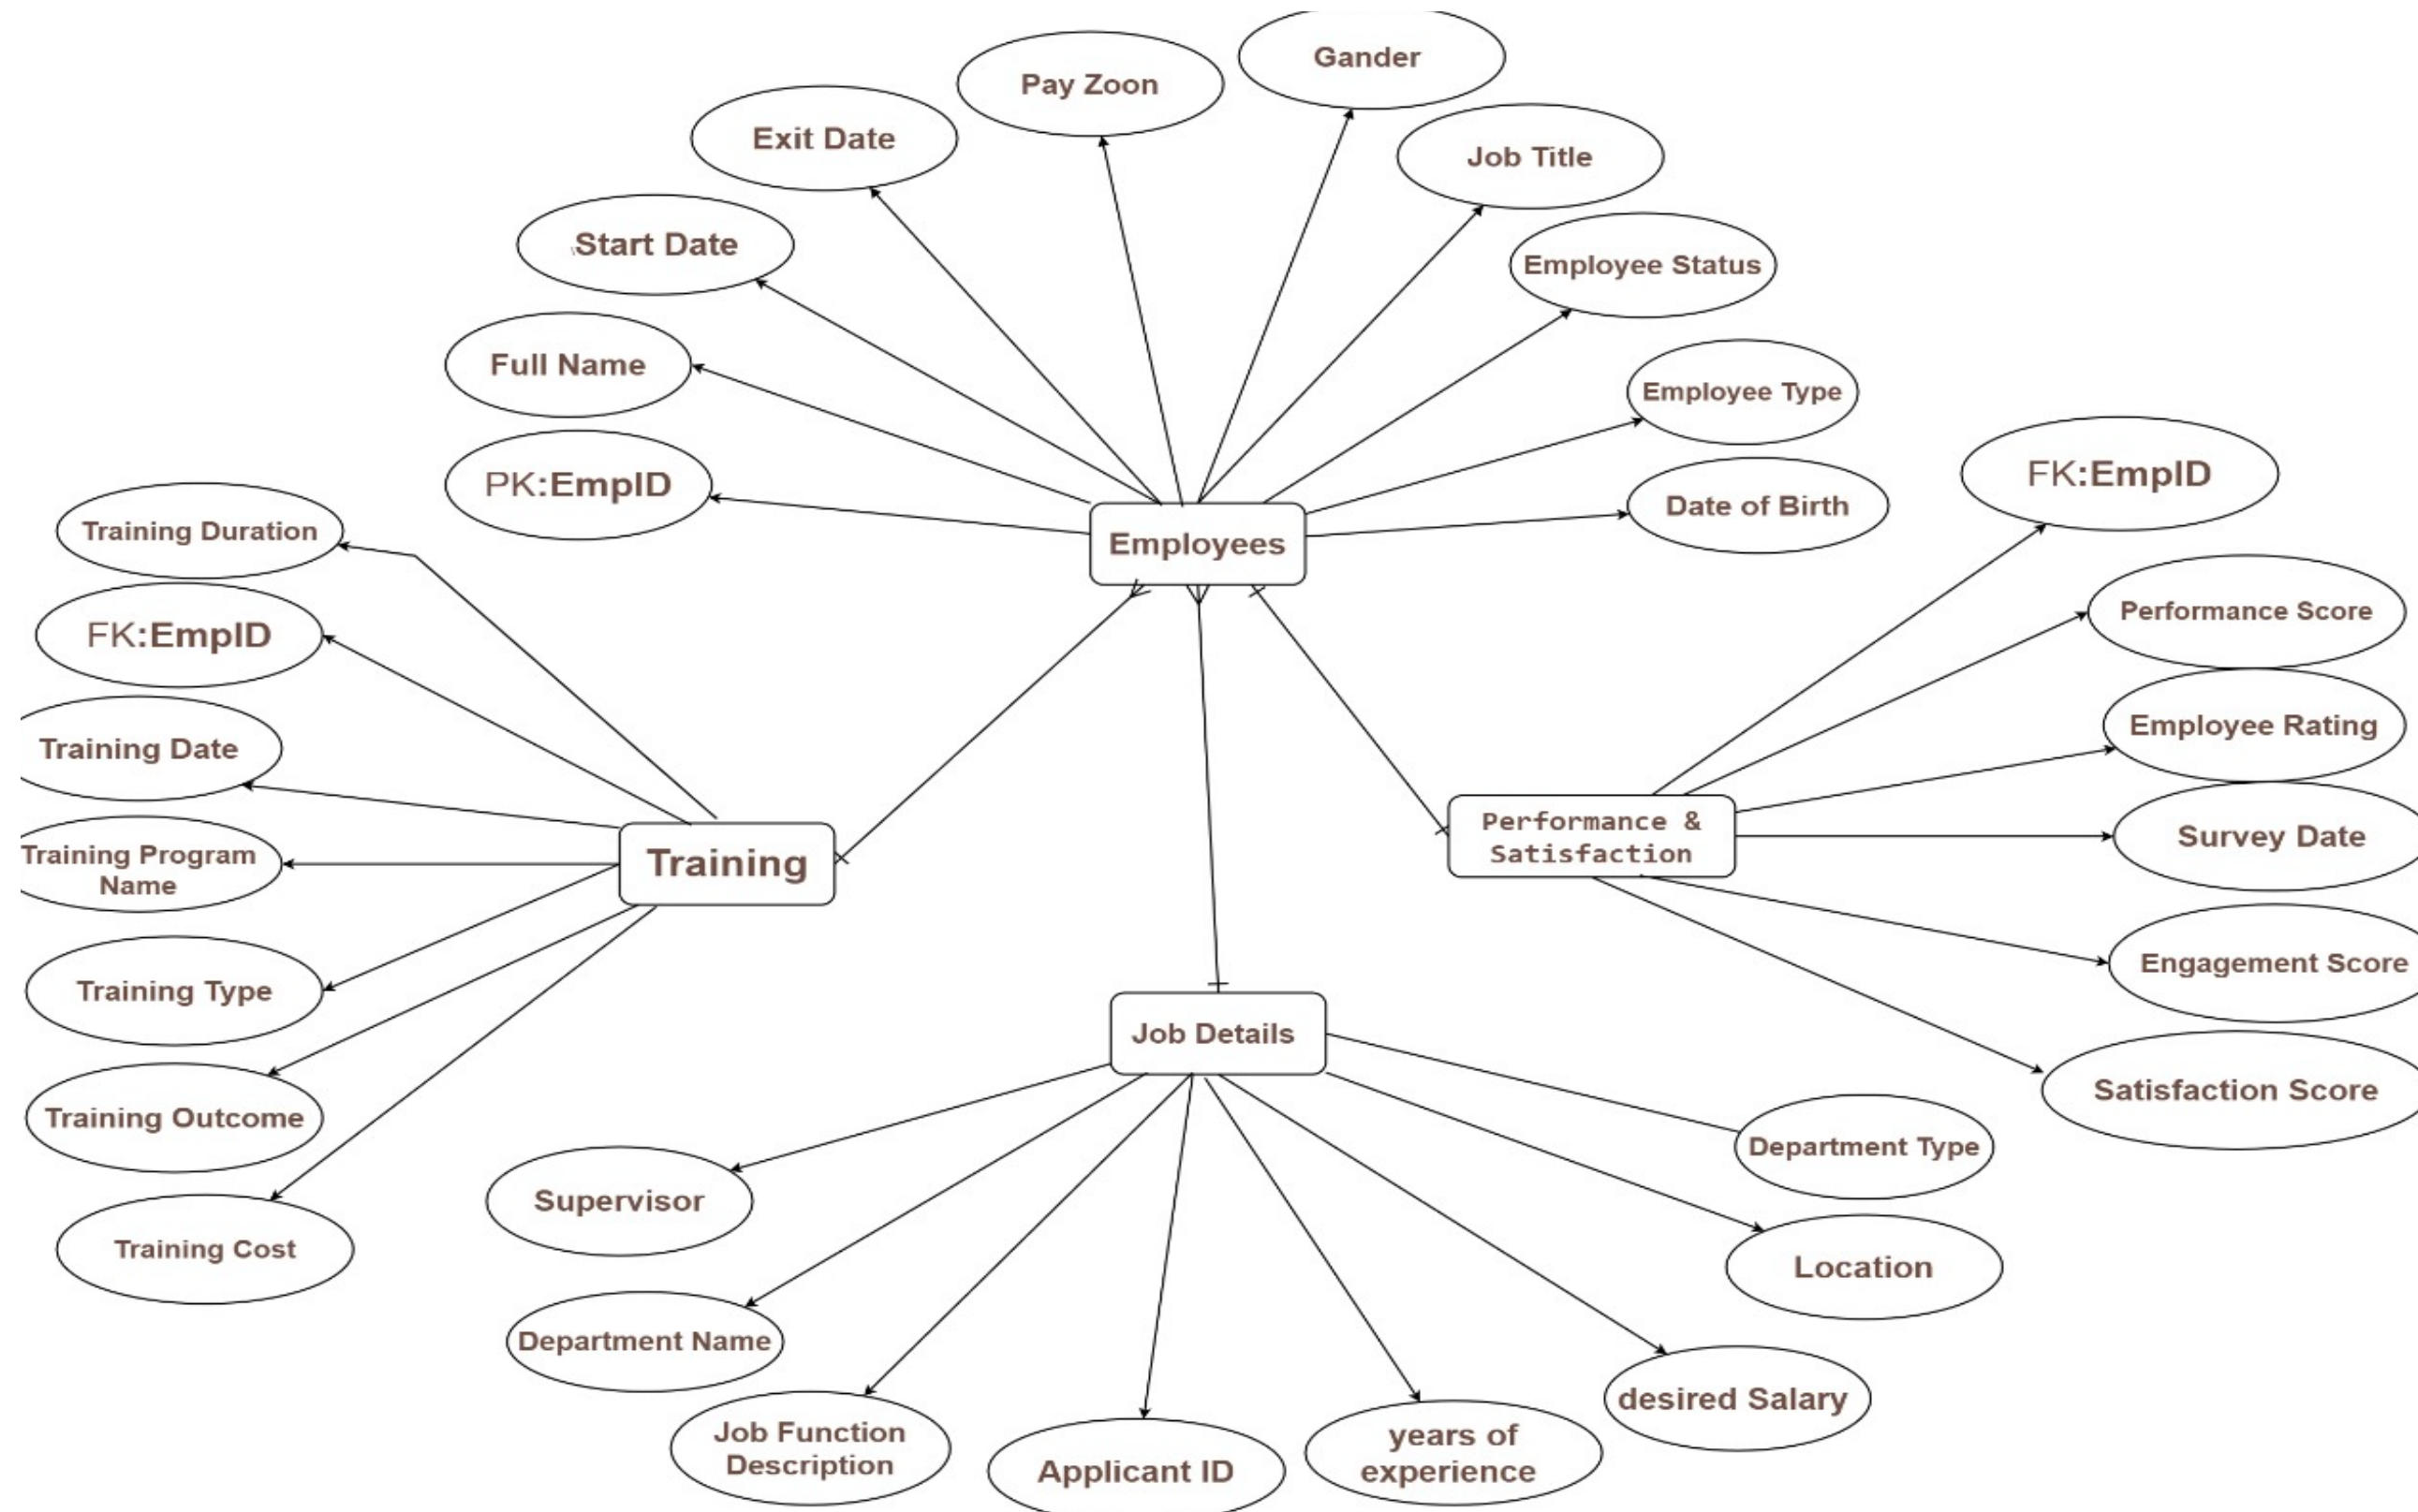 Gander
Pay Zoon
Exit Date
Job Title
Start Date
Employee Status
Full Name
Employee Type
PK:EmpID
Date of Birth
FK:EmpID
Employees
Training Duration
FK:EmpID
Performance Score
Training Date
Employee Rating
Training Program
Name
Training
Performance &
Satisfaction
Survey Date
Training Type
Engagement Score
Job Details
Training Outcome
Satisfaction Score
Department Type
Supervisor
Training Cost
Location
Department Name
desired Salary
Job Function
Description
Applicant ID
years of
experience